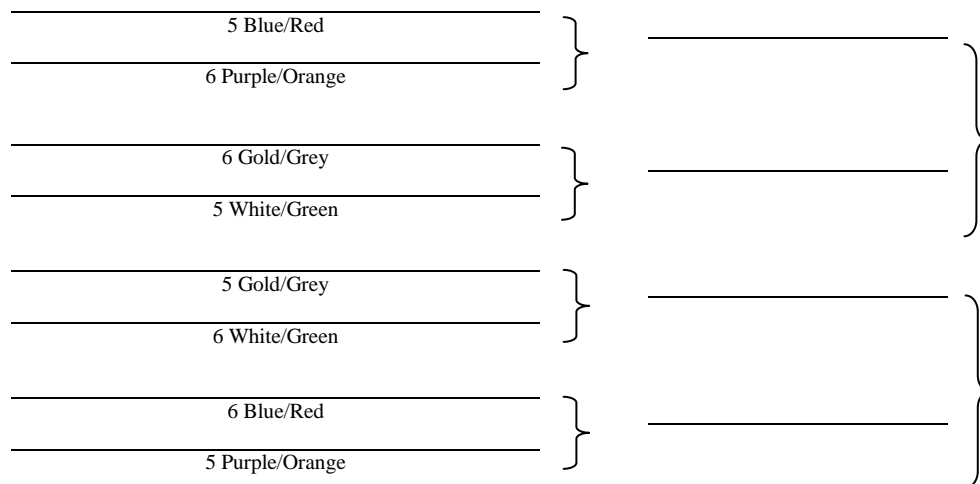 5 Blue/Red
6 Purple/Orange
6 Gold/Grey
5 White/Green
5 Gold/Grey
6 White/Green
6 Blue/Red
5 Purple/Orange